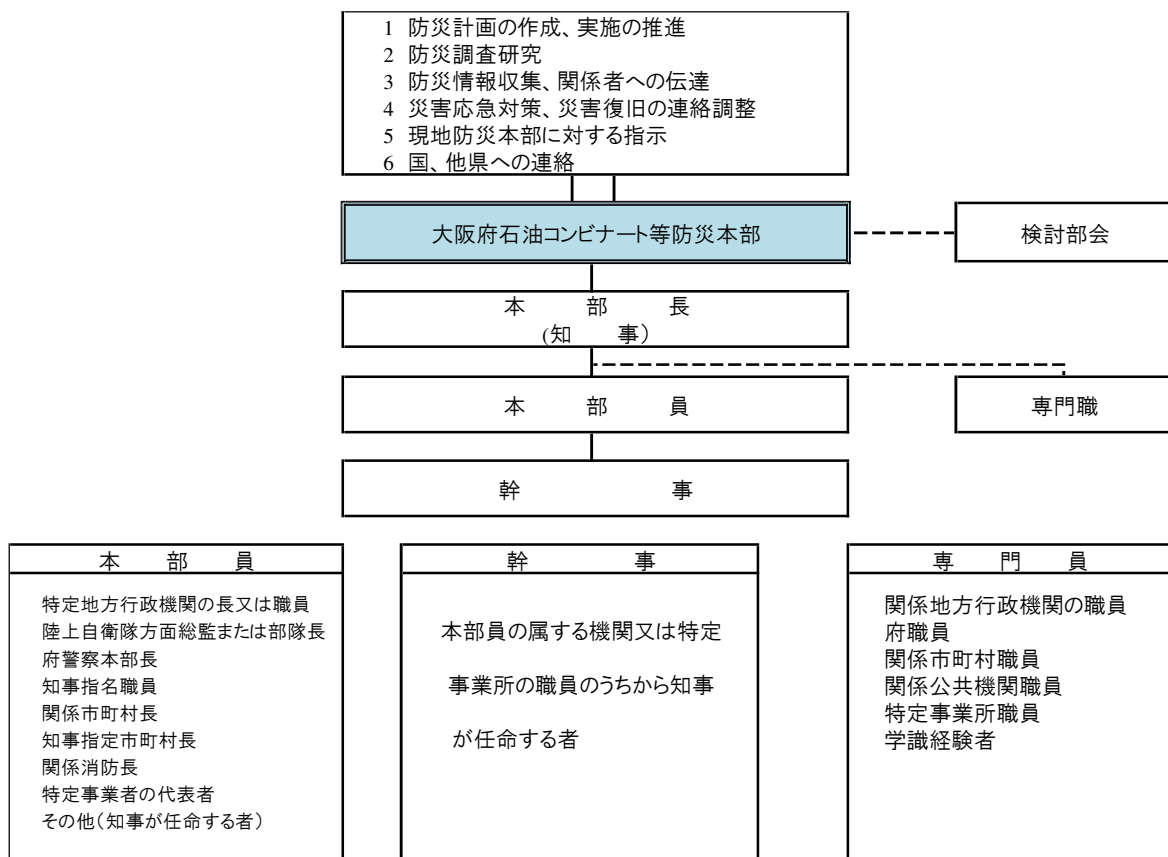 1 防災計画の作成、実施の推進
2 防災調査研究
3 防災情報収集、関係者への伝達
4 災害応急対策、災害復旧の連絡調整
5 現地防災本部に対する指示
6 国、他県への連絡
大阪府石油コンビナート等防災本部
検討部会
本 部 長
(知 事)
本 部 員
専門職
幹 事
本 部 員
特定地方行政機関の長又は職員
陸上自衛隊方面総監または部隊長
府警察本部長
知事指名職員
関係市町村長
知事指定市町村長
関係消防長
特定事業者の代表者
その他(知事が任命する者)
幹 事
本部員の属する機関又は特定
事業所の職員のうちから知事
が任命する者
専 門 員
関係地方行政機関の職員
府職員
関係市町村職員
関係公共機関職員
特定事業所職員
学識経験者